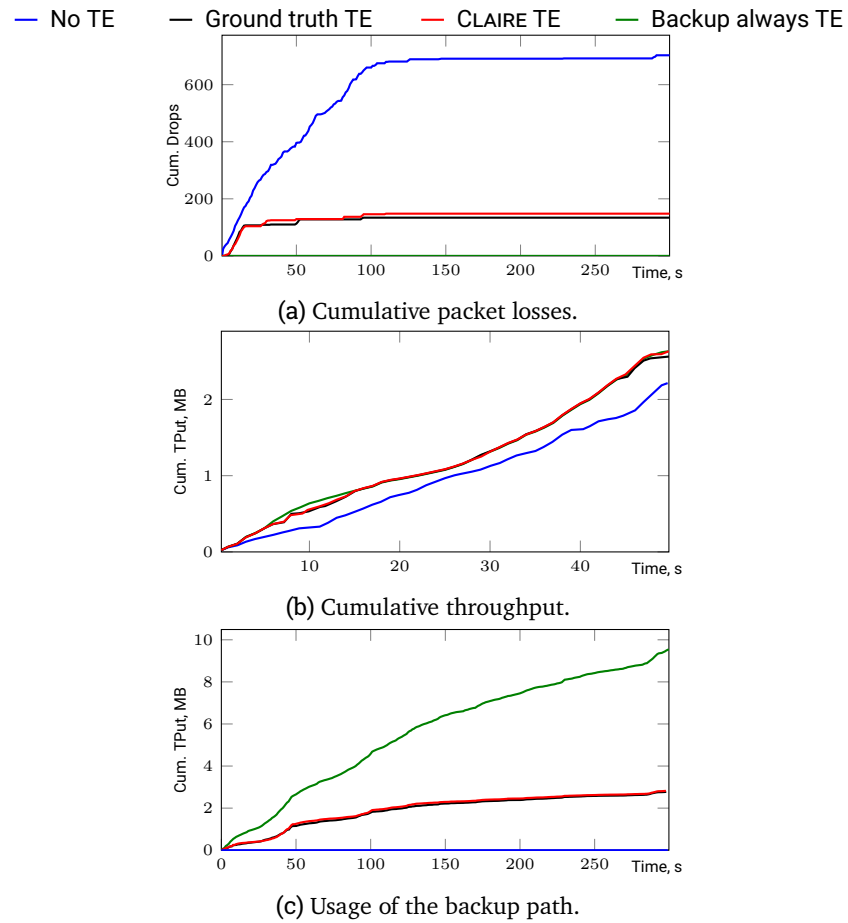 No TE Ground truth TE CLAIRE TE Backup always TE
600
400
200
0
Cum. Drops
50 100 150 200 250 Time, s
(a) Cumulative packet losses.
2
1
0
Cum. TPut, MB
10 20 30 40 Time, s
(b) Cumulative throughput.
10
8
6
4
2
0
Cum. TPut, MB
0 50 100 150 200 250 Time, s
(c) Usage of the backup path.